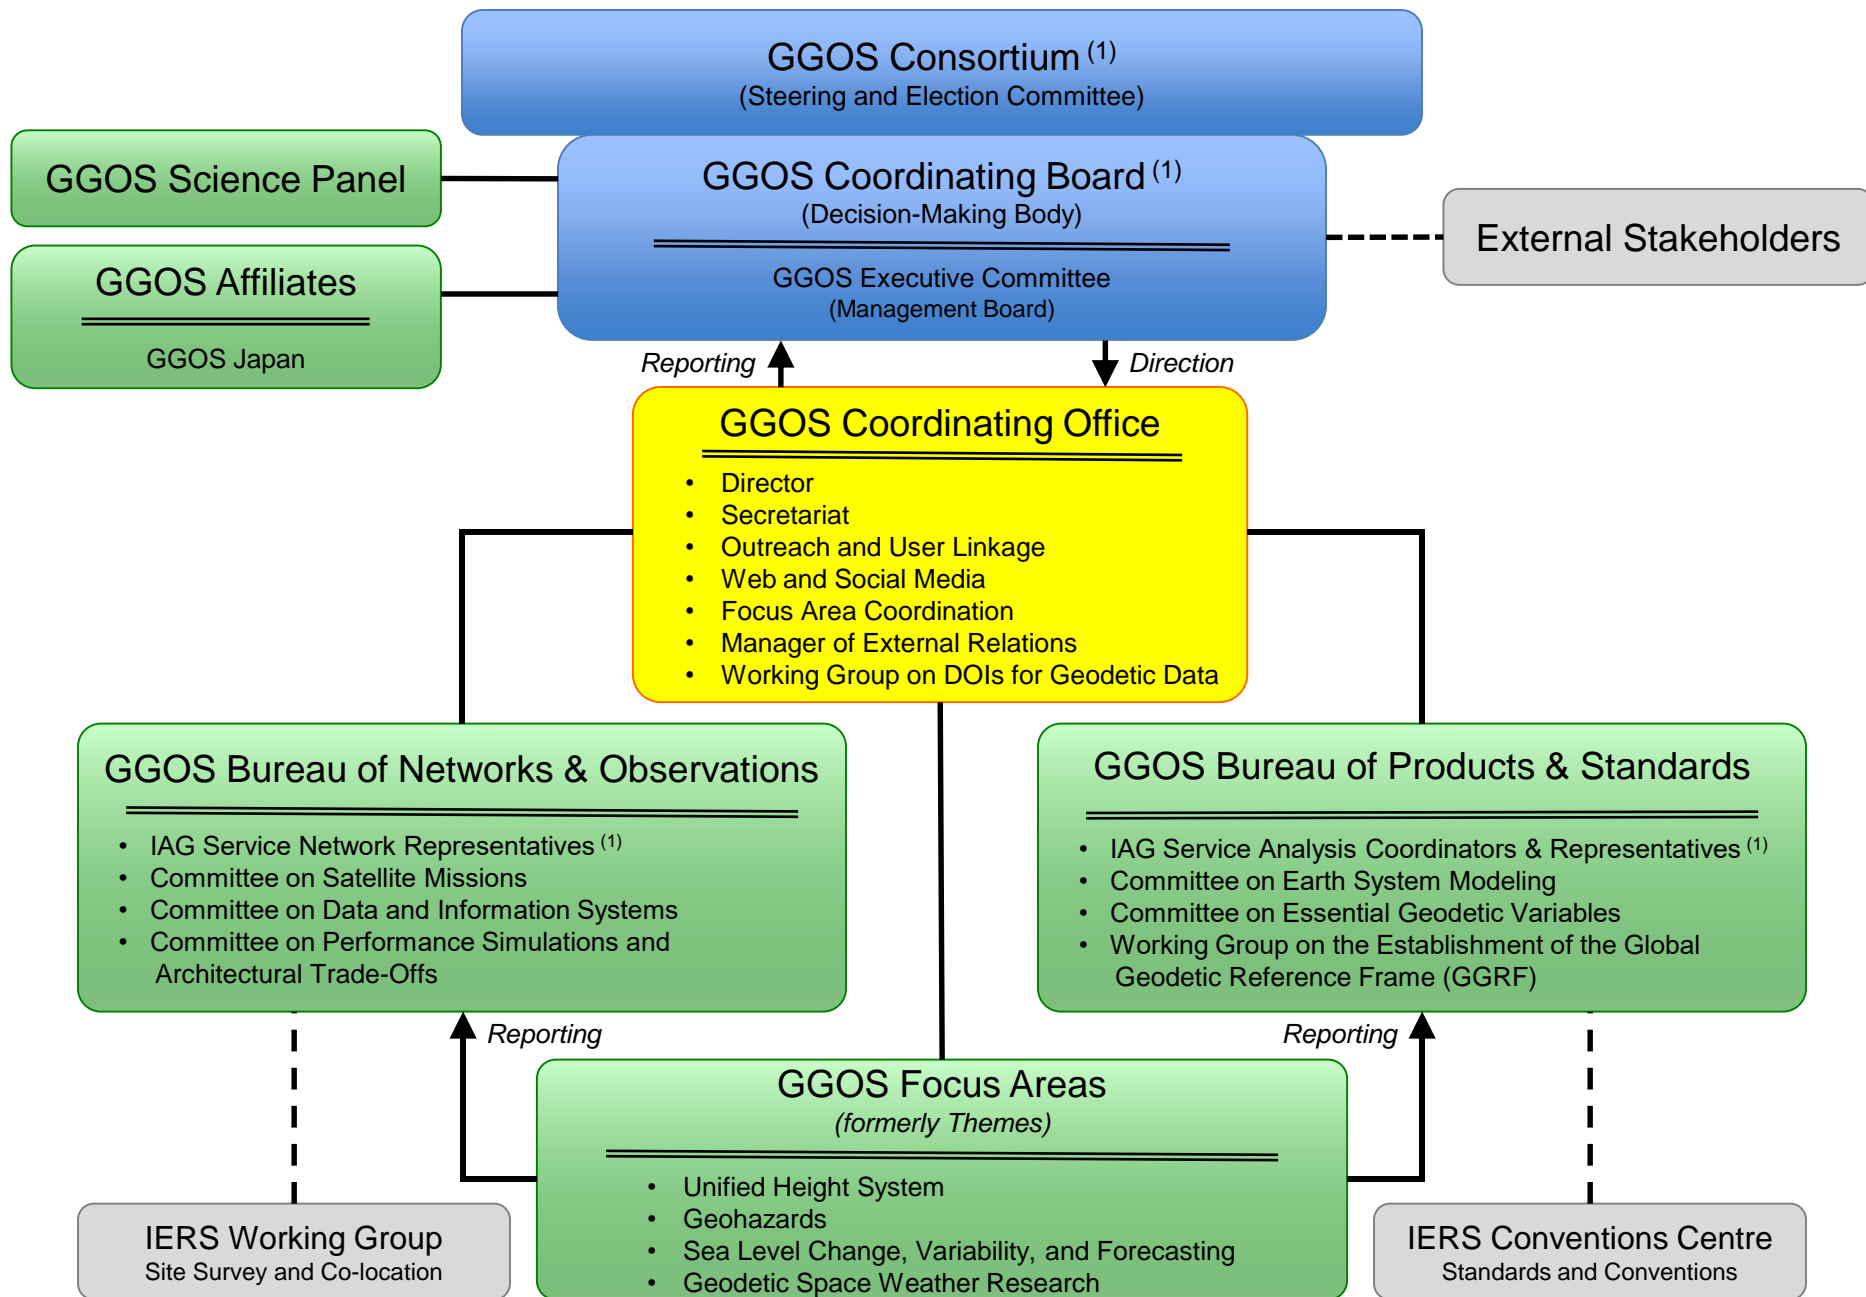 GGOS Consortium (1)
(Steering and Election Committee)
GGOS Science Panel
GGOS Coordinating Board (1)
(Decision-Making Body)
GGOS Executive Committee
(Management Board)
External Stakeholders
GGOS Affiliates
GGOS Japan
Reporting
Direction
GGOS Coordinating Office
• Director
• Secretariat
• Outreach and User Linkage
• Web and Social Media
• Focus Area Coordination
• Manager of External Relations
• Working Group on DOIs for Geodetic Data
GGOS Bureau of Networks & Observations
• IAG Service Network Representatives (1)
• Committee on Satellite Missions
• Committee on Data and Information Systems
• Committee on Performance Simulations and
Architectural Trade-Offs
GGOS Bureau of Products & Standards
• IAG Service Analysis Coordinators & Representatives (1)
• Committee on Earth System Modeling
• Committee on Essential Geodetic Variables
• Working Group on the Establishment of the Global
Geodetic Reference Frame (GGRF)
Reporting
Reporting
GGOS Focus Areas
(formerly Themes)
• Unified Height System
• Geohazards
• Sea Level Change, Variability, and Forecasting
• Geodetic Space Weather Research
IERS Working Group
Site Survey and Co-location
IERS Conventions Centre
Standards and Conventions